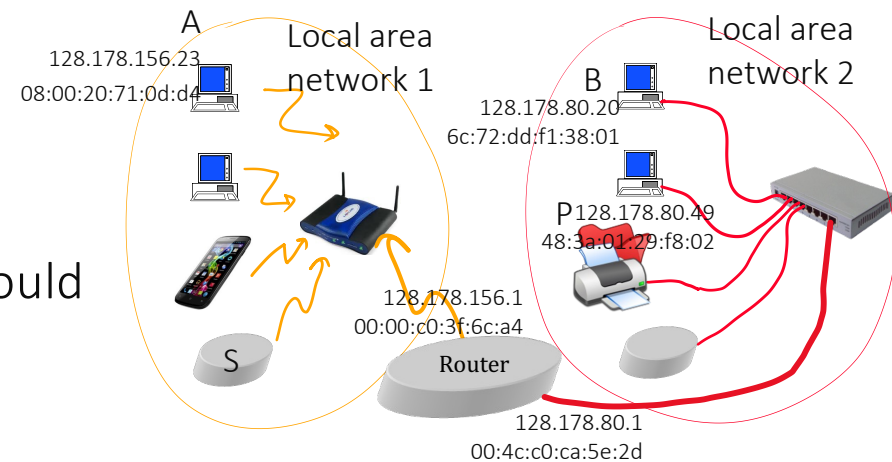 A
128.178.156.23
08:00:20:71:0d:d4
Local area
network 1
Local area
network 2
B
128.178.80.20
6c:72:dd:f1:38:01
P 128.178.80.49
48:3a:01:29:f8:02
ould
128.178.156.1
00:00:c0:3f:6c:a4
S
Router
128.178.80.1
00:4c:c0:ca:5e:2d